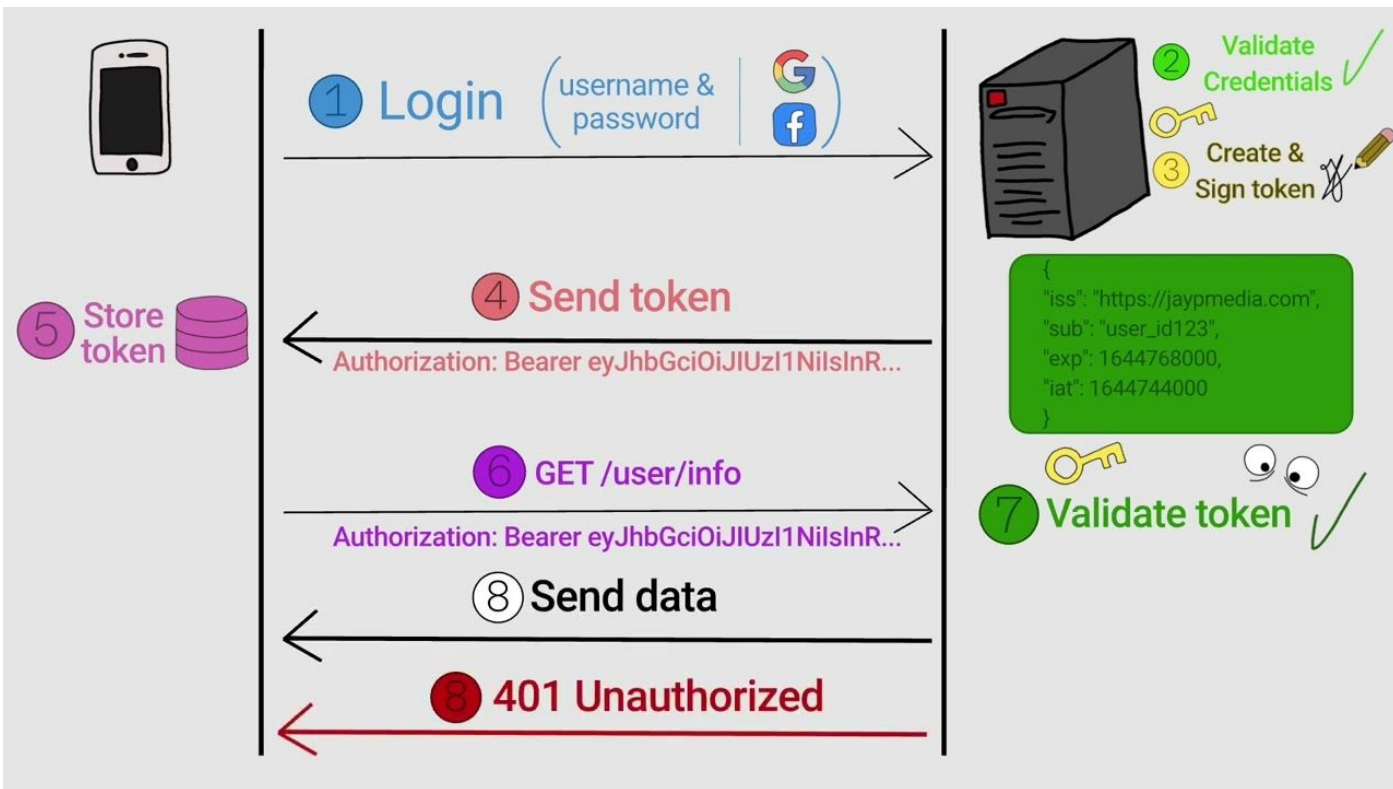 1 Login
username &
password
2 Validate
Credentials
3 Create &
Sign token
4 Send token
Authorization: Bearer eyJhbGciOiJIUzI1NiIsInR...
5 Store
token
{
"iss": "https://jaypmedia.com",
"sub": "user_id123",
"exp": 1644768000,
"iat": 1644744000
}
6 GET /user/info
Authorization: Bearer eyJhbGciOiJIUzI1NiIsInR...
7 Validate token
8 Send data
8 401 Unauthorized